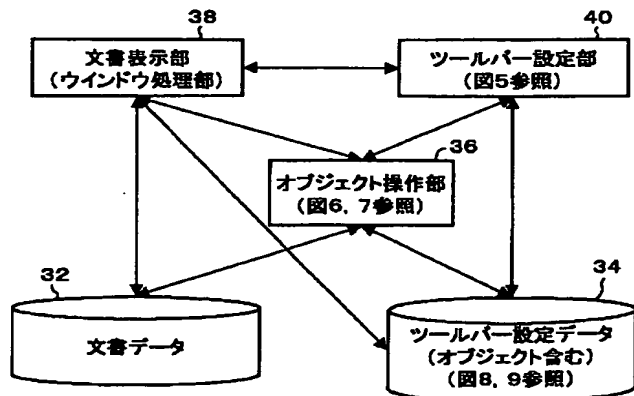 38
文書表示部
(ウインドウ処理部)
40
ツールバー設定部
(図5参照)
36
オブジェクト操作部
(図6, 7参照)
32
文書データ
34
ツールバー設定データ
(オブジェクト含む)
(図8, 9参照)